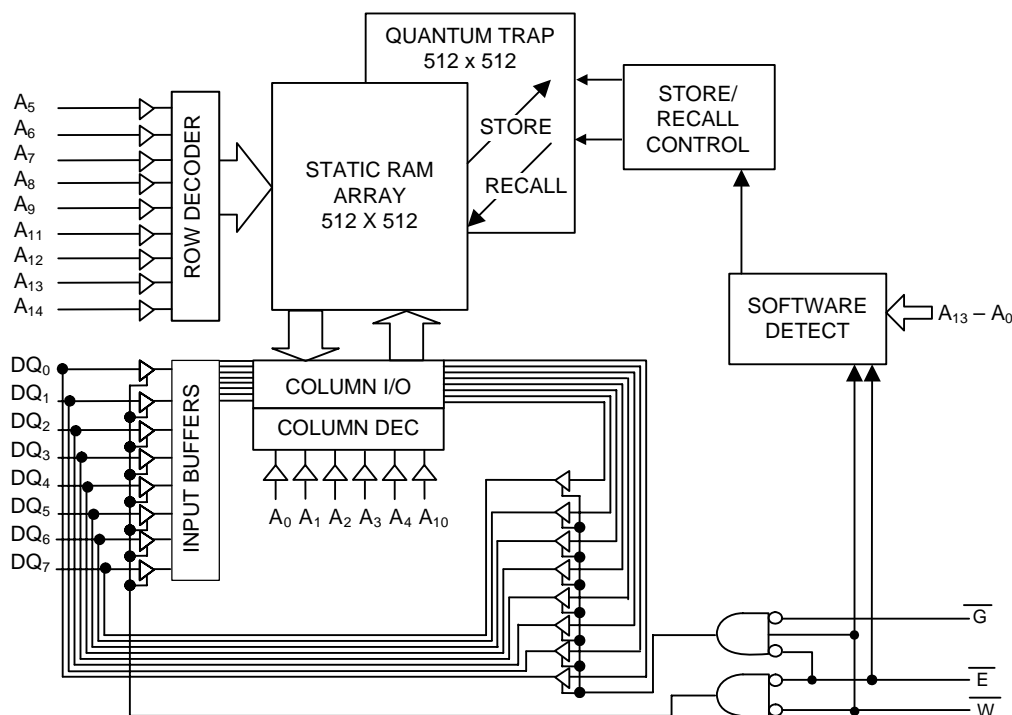 QUANTUM TRAP
512 x 512
STORE
RECALL
STORE/
RECALL
CONTROL
A5
A6
A7
A8
A9
A11
A12
A13
A14
ROW DECODER
STATIC RAM
ARRAY
512 X 512
SOFTWARE
DETECT
A13 – A0
DQ0
DQ1
DQ2
DQ3
DQ4
DQ5
DQ6
DQ7
INPUT BUFFERS
COLUMN I/O
COLUMN DEC
A0 A1 A2 A3 A4 A10
G
E
W